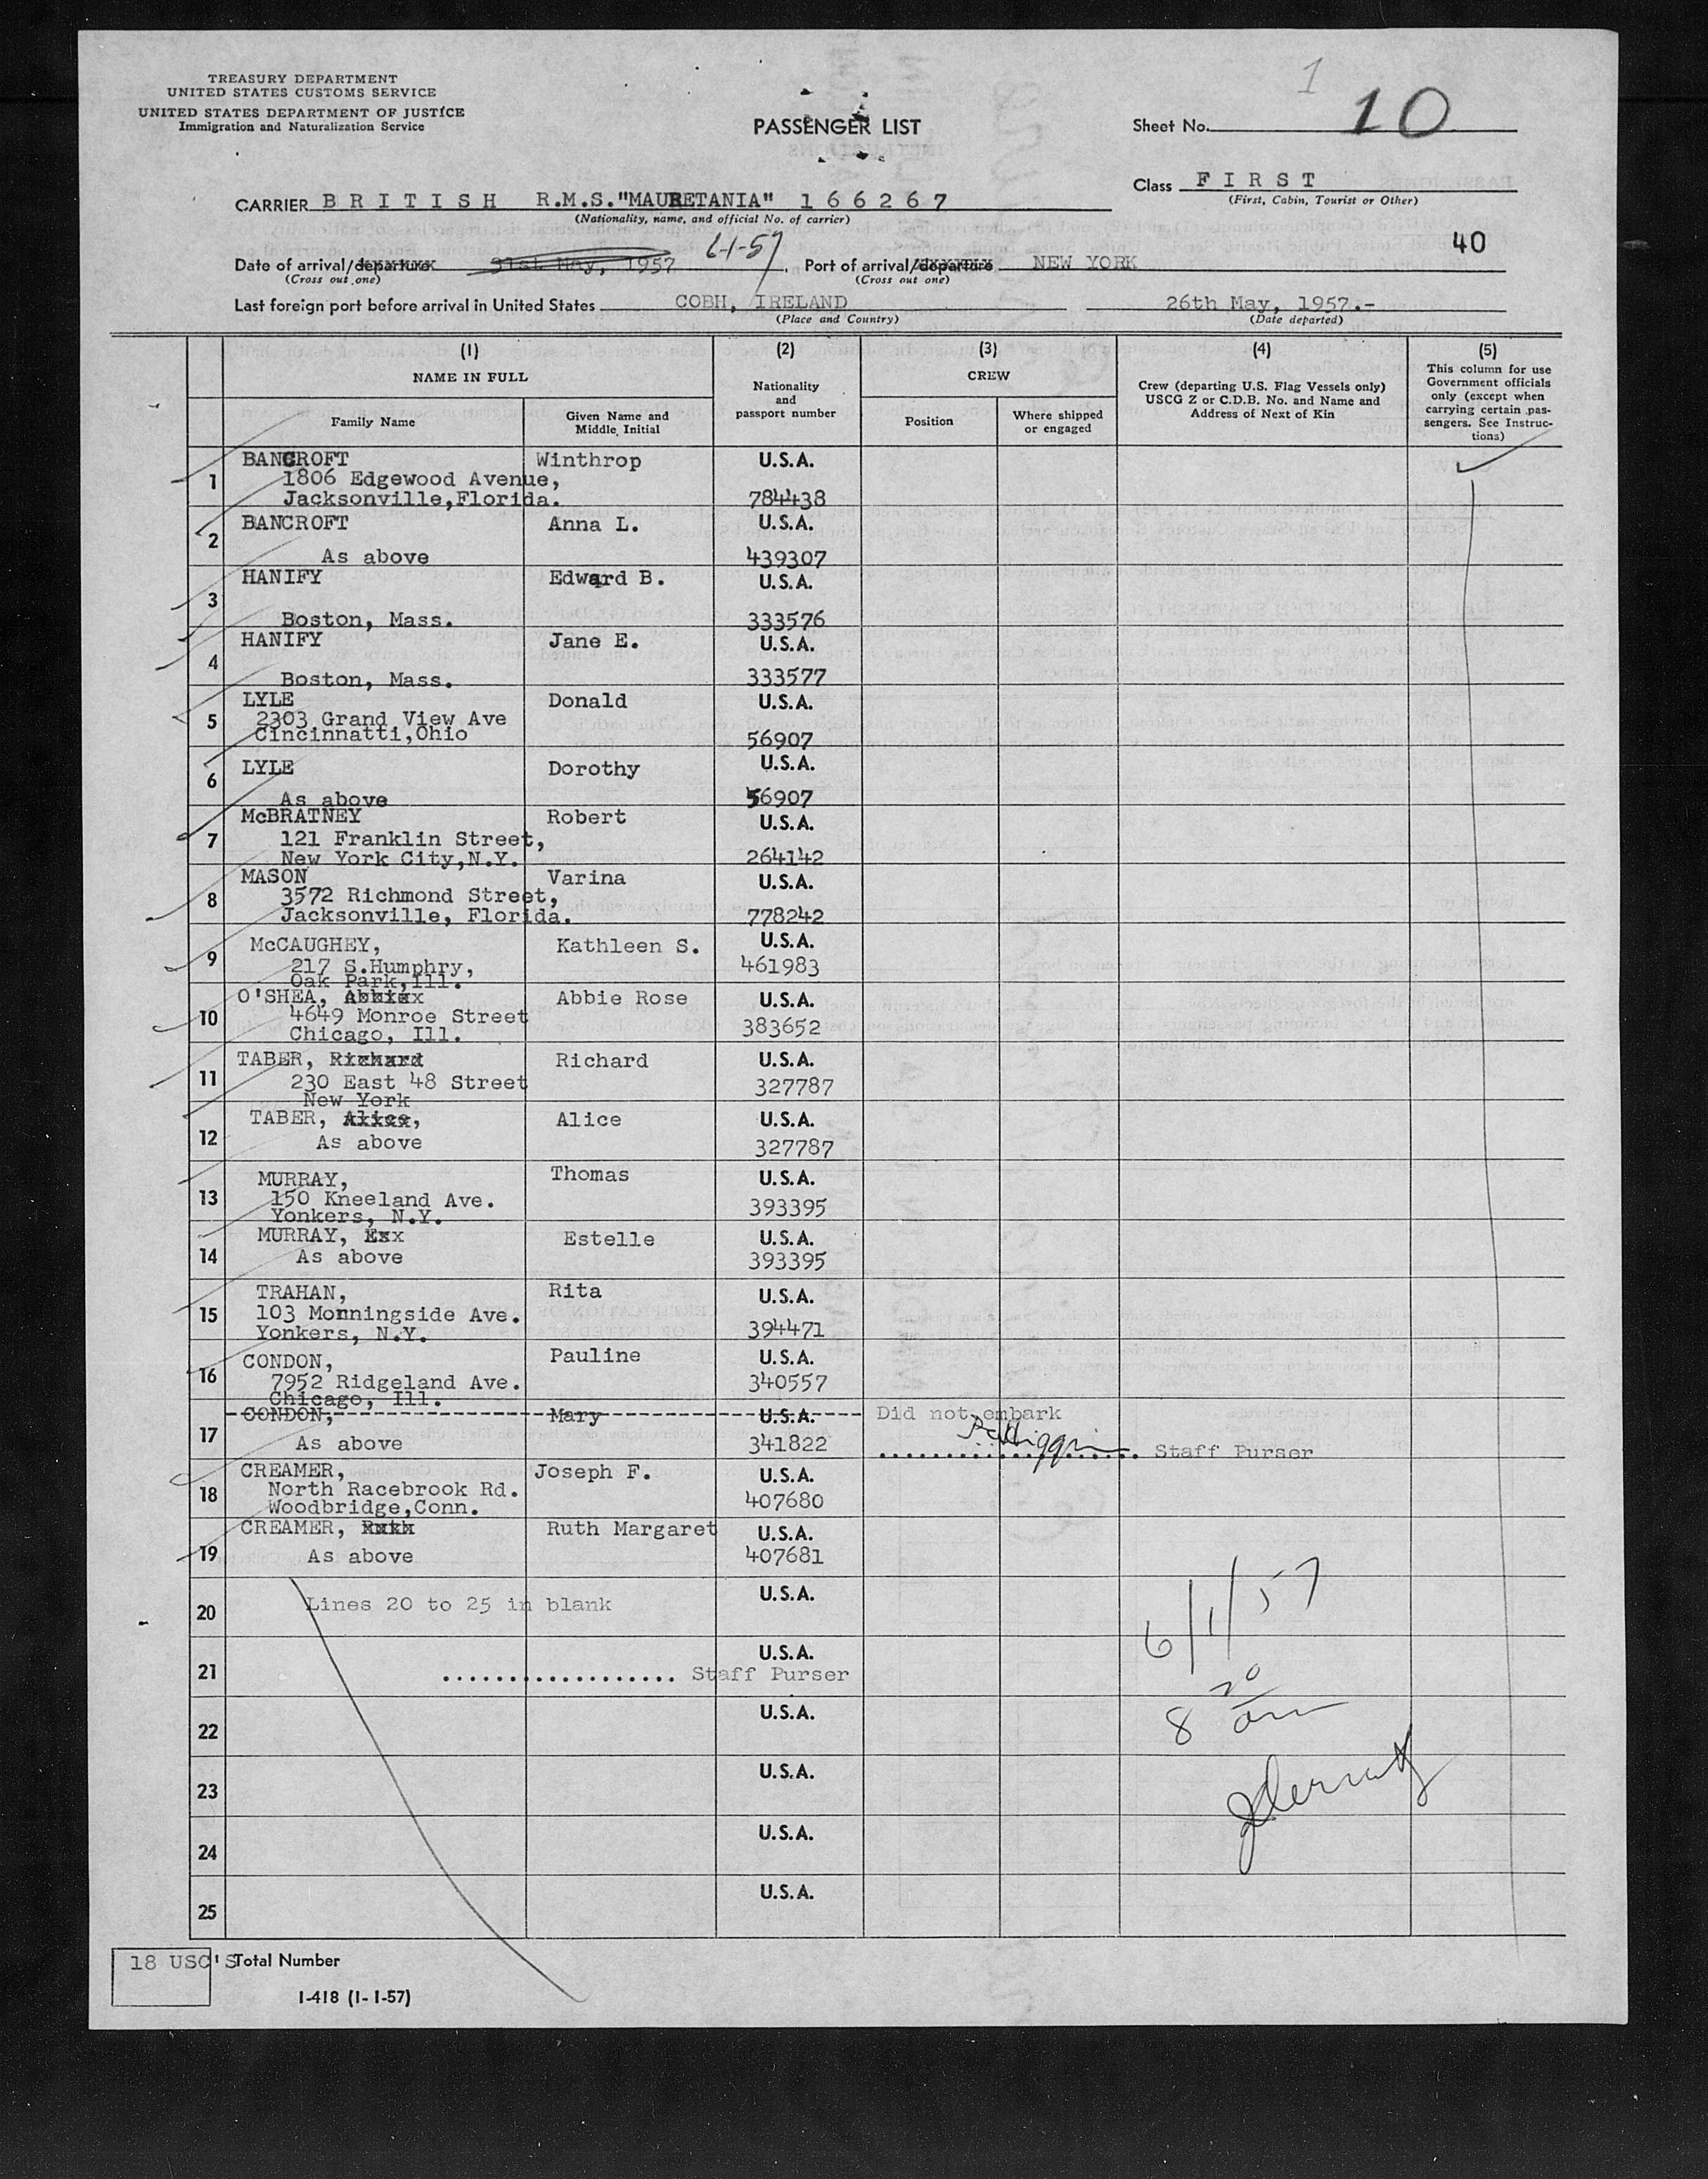 TREASURY DEPARTMENT
UNITED STATES CUSTOMS SERVICE
UNITED STATES DEPARTMENT OF JUSTICE
Immigration and Naturalization Service
PASSENGER LIST
1
Sheet No. 10
Class FIRST
(First, Cabin, Tourist or Other)
CARRIER BRITISH R.M.S."MAURETANIA" 166267
(Nationality, name, and official No. of carrier)
40
Date of arrival/departure 31st May, 1957 6-1-57, Port of arrival/departure NEW YORK
(Cross out one) (Cross out one)
Last foreign port before arrival in United States COBH, IRELAND 26th May, 1957.-
(Place and Country) (Date departed)
(1) (2) (3) (4) (5)
NAME IN FULL
Family Name
Given Name and Middle Initial
Nationality and passport number
CREW
Position
Where shipped or engaged
Crew (departing U.S. Flag Vessels only)
USCG Z or C.D.B. No. and Name and
Address of Next of Kin
This column for use
Government officials
only (except when
carrying certain pas-
sengers. See Instruc-
tions)
1 BANCROFT Winthrop U.S.A.
1806 Edgewood Avenue,
Jacksonville,Florida. 784438
2 BANCROFT Anna L. U.S.A.
As above 439307
3 HANIFY Edward B. U.S.A.
Boston, Mass. 333576
4 HANIFY Jane E. U.S.A.
Boston, Mass. 333577
5 LYLE Donald U.S.A.
2303 Grand View Ave
Cincinnatti,Ohio 56907
6 LYLE Dorothy U.S.A.
As above 56907
7 McBRATNEY Robert U.S.A.
121 Franklin Street,
New York City,N.Y. 264142
8 MASON Varina U.S.A.
3572 Richmond Street,
Jacksonville, Florida. 778242
9 McCAUGHEY, Kathleen S. U.S.A.
217 S.Humphry, 461983
Oak Park,Ill.
10 O'SHEA, Abbie Abbie Rose U.S.A.
4649 Monroe Street 383652
Chicago, Ill.
11 TABER, Richard Richard U.S.A.
230 East 48 Street 327787
New York
12 TABER, Alice, Alice U.S.A.
As above 327787
13 MURRAY, Thomas U.S.A.
150 Kneeland Ave. 393395
Yonkers, N.Y.
14 MURRAY, Exx Estelle U.S.A.
As above 393395
15 TRAHAN, Rita U.S.A.
103 Morningside Ave.
Yonkers, N.Y. 394471
16 CONDON, Pauline U.S.A.
7952 Ridgeland Ave. 340557
Chicago, Ill.
17 CONDON, Mary U.S.A. Did not embark
As above 341822 Staff Purser
18 CREAMER, Joseph F. U.S.A.
North Racebrook Rd. 407680
Woodbridge,Conn.
19 CREAMER, Ruth Ruth Margaret U.S.A.
As above 407681
20 Lines 20 to 25 in blank U.S.A.
6/1/57
21 U.S.A.
Staff Purser
22 U.S.A.
8 20 am
23 U.S.A.
24 U.S.A.
25 U.S.A.
18 USC'S Total Number
I-418 (1-1-57)